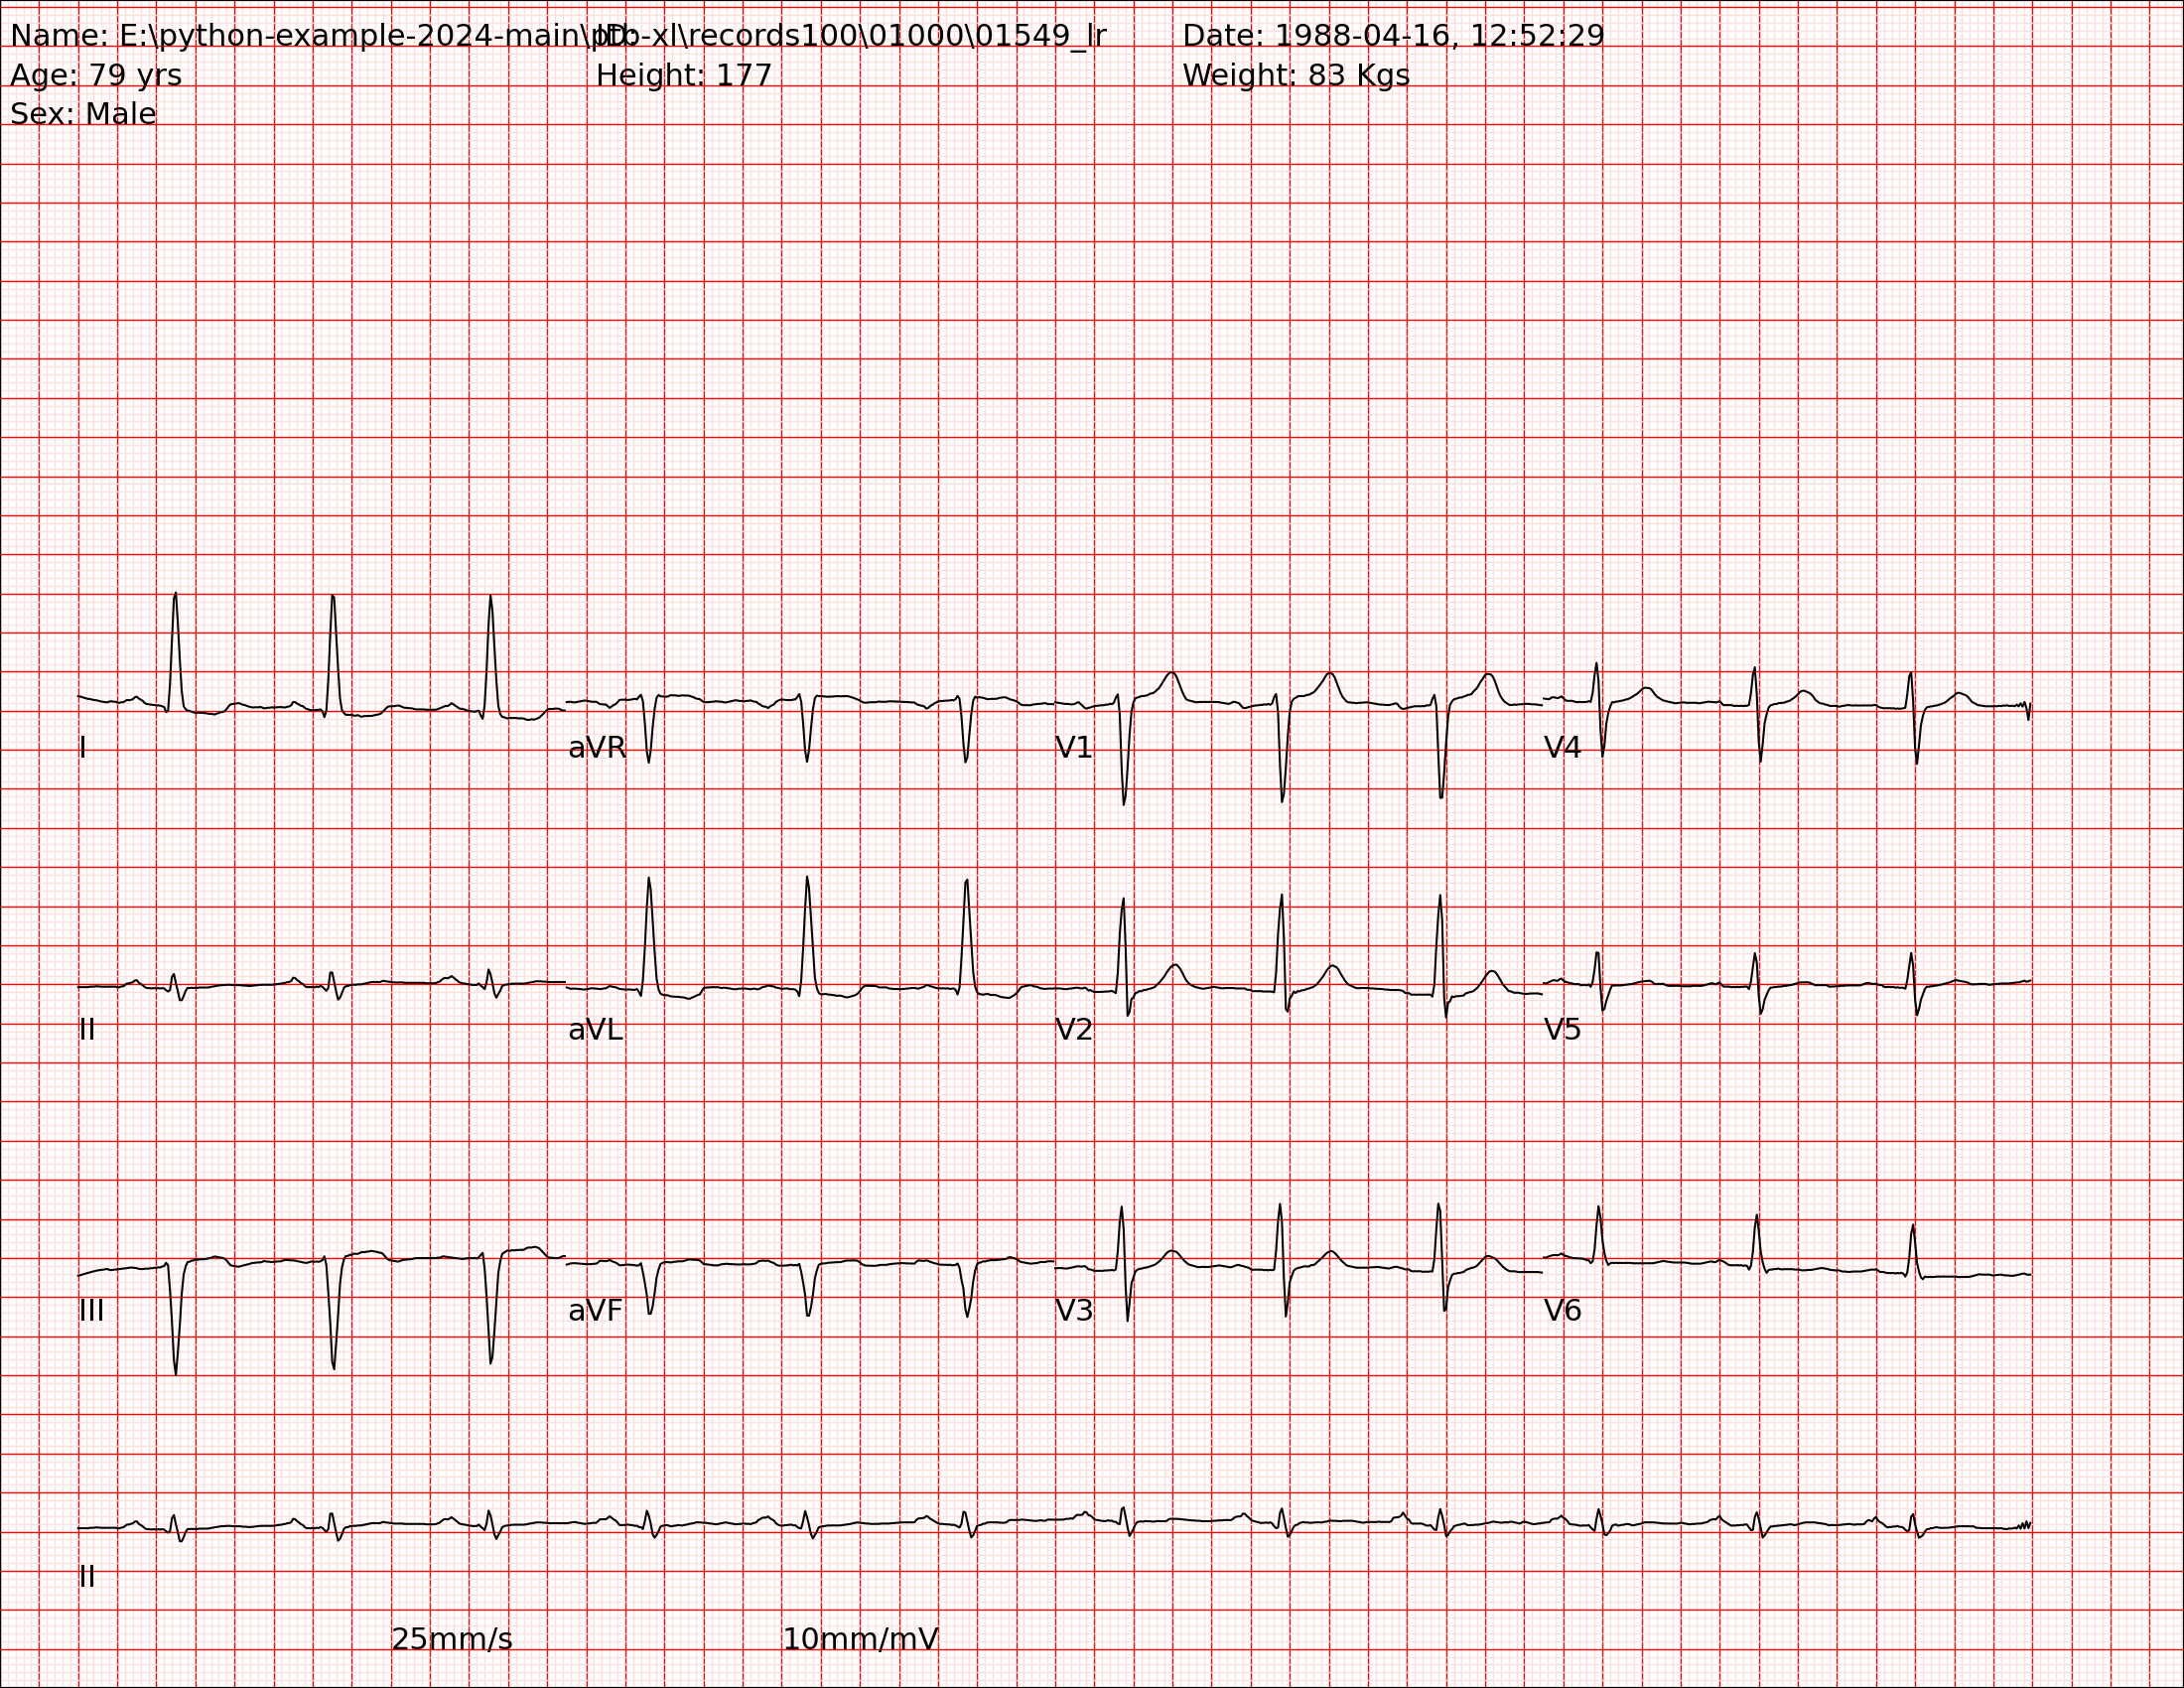 Name: E:\python-example-2024-main\ptb-xl\records100\01000\01549_lr ID: Date: 1988-04-16, 12:52:29
Age: 79 yrs Height: 177 Weight: 83 Kgs
Sex: Male
I aVR V1 V4
II aVL V2 V5
III aVF V3 V6
II
25mm/s 10mm/mV